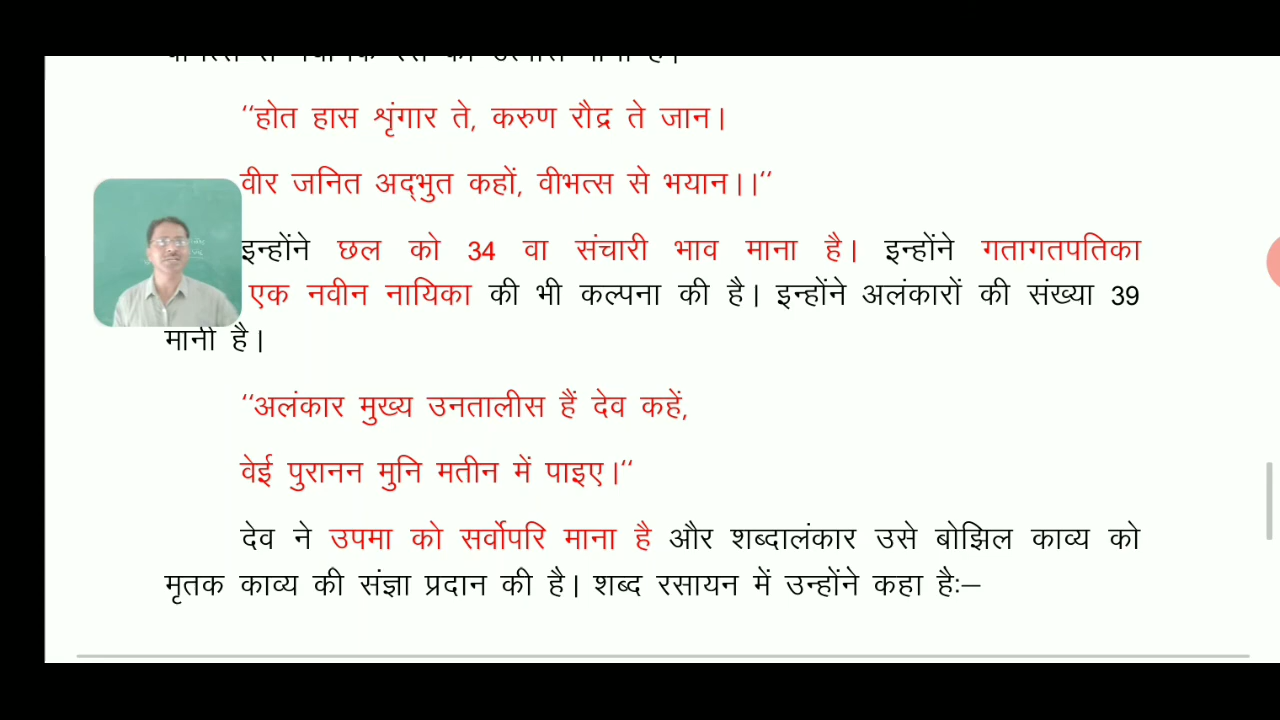 ‘‘होत हास शृंगार ते, करुण रौद्र ते जान।
वीर जनित अद्भुत कहों, वीभत्स से भयान।।‘‘
इन्होंने छल को 34 वा संचारी भाव माना है। इन्होंने गतागतपतिका
एक नवीन नायिका की भी कल्पना की है। इन्होंने अलंकारों की संख्या 39
मानी है।
‘‘अलंकार मुख्य उनतालीस हैं देव कहें,
वेई पुरानन मुनि मतीन में पाइए।‘‘
देव ने उपमा को सर्वोपरि माना है और शब्दालंकार उसे बोझिल काव्य को
मृतक काव्य की संज्ञा प्रदान की है। शब्द रसायन में उन्होंने कहा हैः–